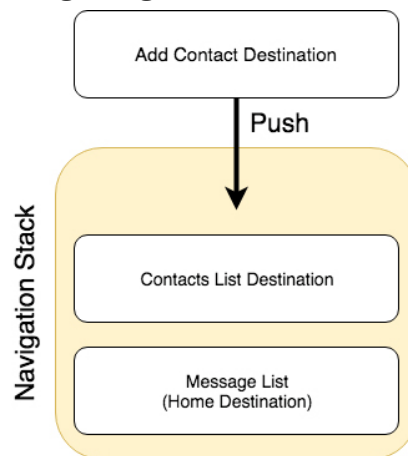 Add Contact Destination
Push
Navigation Stack
Contacts List Destination
Message List
(Home Destination)